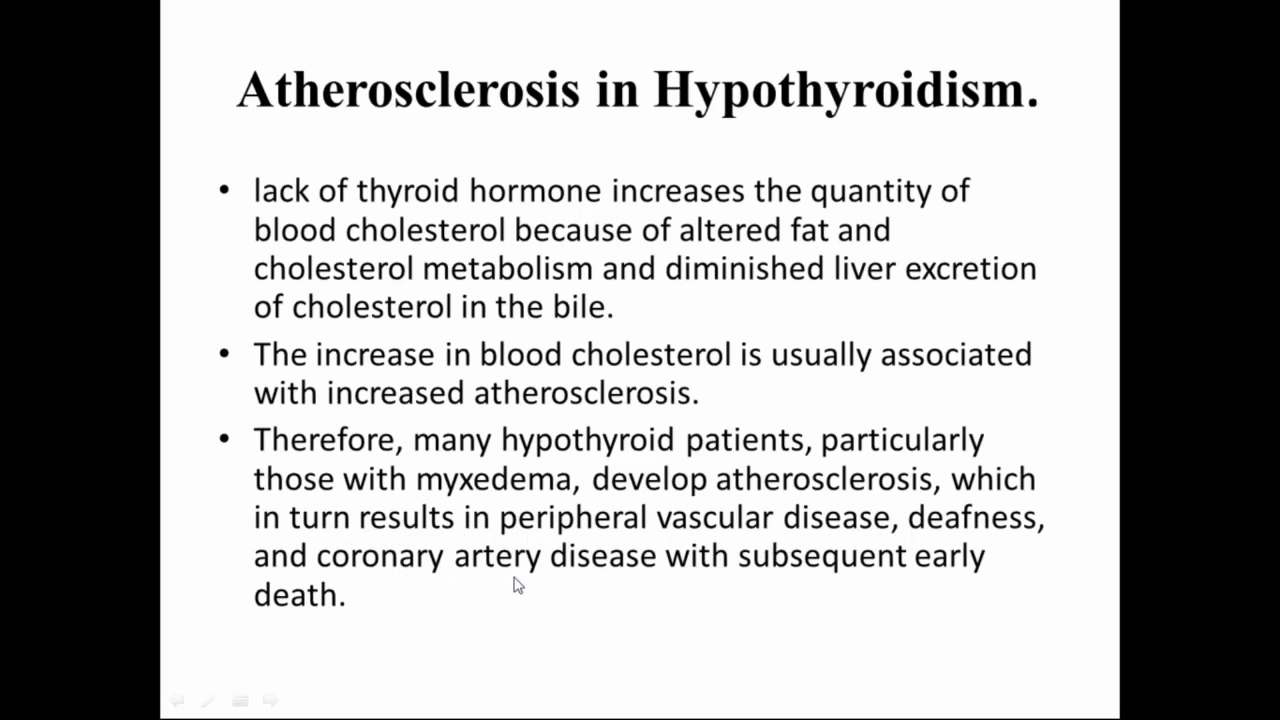 Atherosclerosis in Hypothyroidism.
• lack of thyroid hormone increases the quantity of
blood cholesterol because of altered fat and
cholesterol metabolism and diminished liver excretion
of cholesterol in the bile.
• The increase in blood cholesterol is usually associated
with increased atherosclerosis.
• Therefore, many hypothyroid patients, particularly
those with myxedema, develop atherosclerosis, which
in turn results in peripheral vascular disease, deafness,
and coronary artery disease with subsequent early
death.